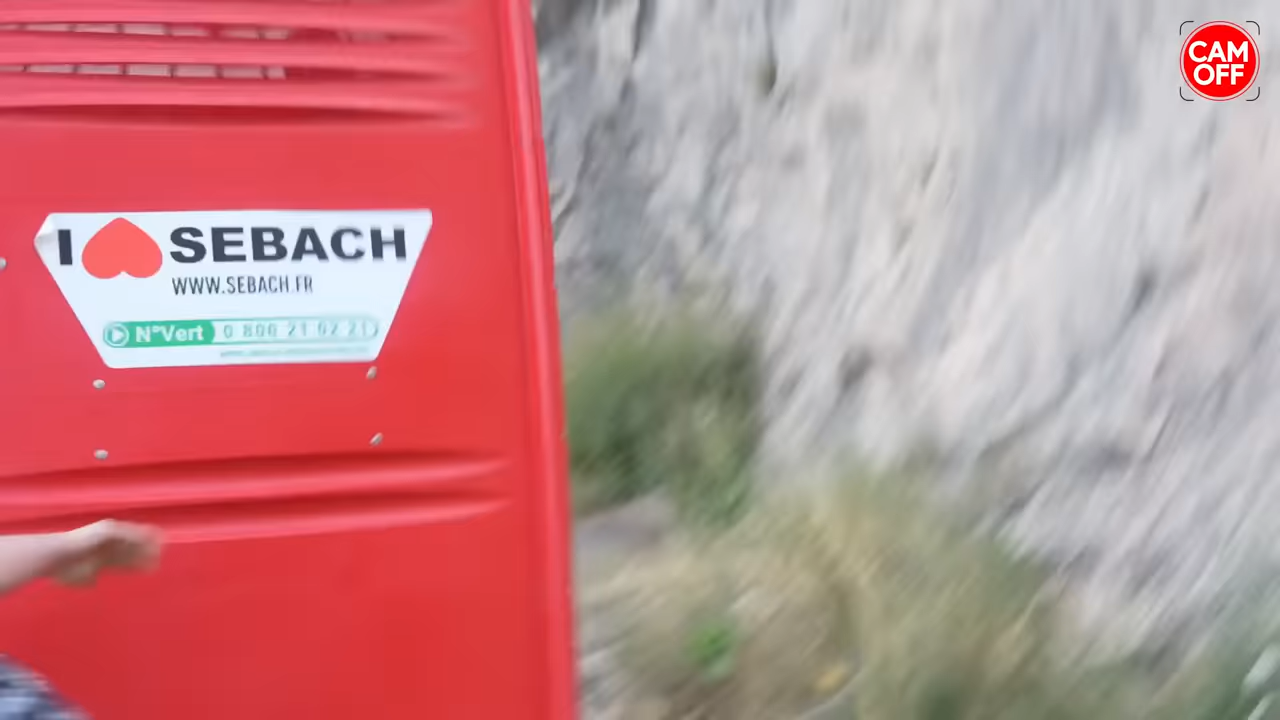 CAM
OFF
I SEBACH
WWW.SEBACH.FR
N°Vert 0 800 21 02 21